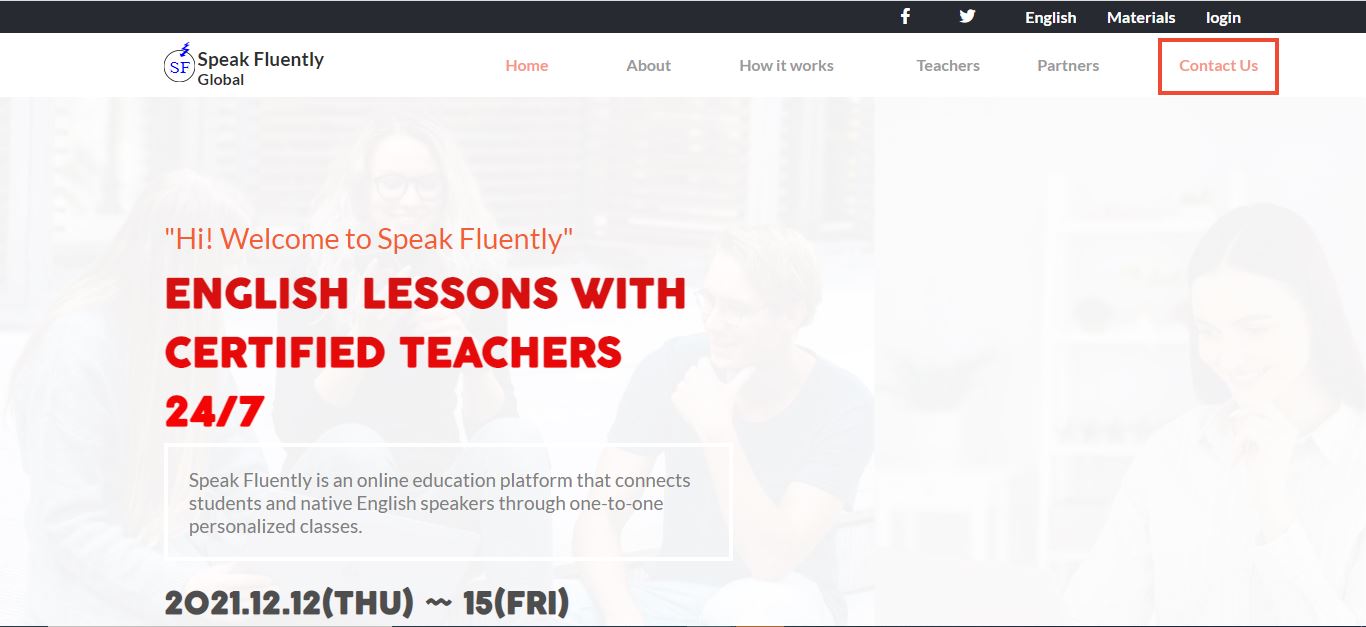 English Materials login
SF Speak Fluently
Global
Home About How it works Teachers Partners Contact Us
"Hi! Welcome to Speak Fluently"
ENGLISH LESSONS WITH
CERTIFIED TEACHERS
24/7
Speak Fluently is an online education platform that connects
students and native English speakers through one-to-one
personalized classes.
2021.12.12(THU) ~ 15(FRI)